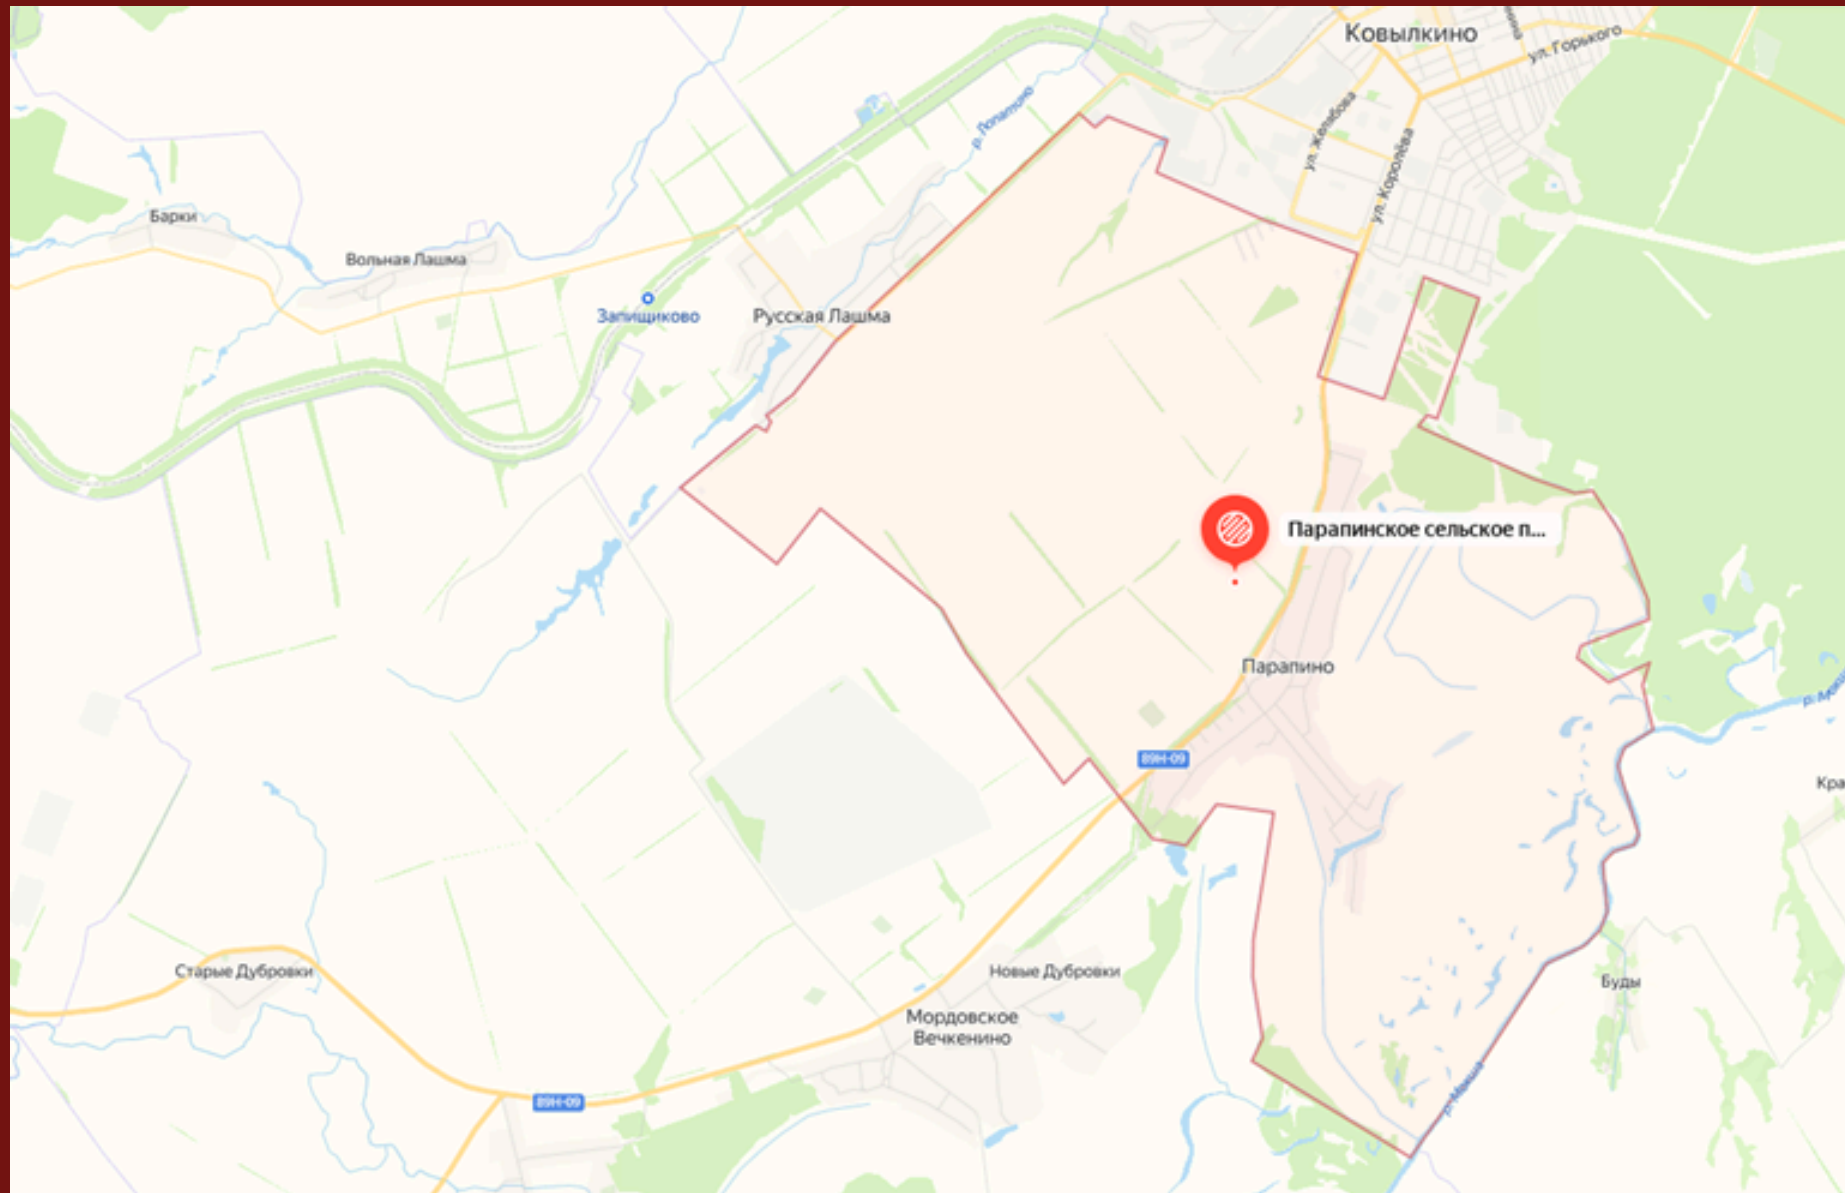 Ковылкино
ул. Горького
ул. Желябова
ул. Королёва
р. Лопатино
Барки
Вольная Лашма
Запищиково
Русская Лашма
Парапинское сельское п...
Парапино
р. Мокша
89Н-09
Кра
Старые Дубровки
Новые Дубровки
Буды
Мордовское
Вечкенино
89Н-09
р. Мокша